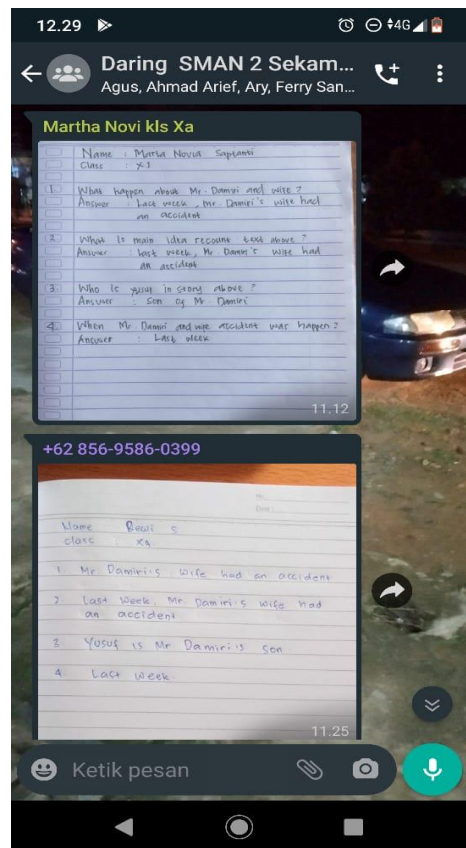 12.29
4G
Daring SMAN 2 Sekam...
Agus, Ahmad Arief, Ary, Ferry San...
Martha Novi kls Xa
Name : Marta Novia Saptanti
Class : X1
1. What happen about Mr. Damiri and wife ?
Answer : Last week, Mr. Damiri's wife had
an accident
2. What is main idea recount text above ?
Answer : last week, Mr Damiri's wife had
an accident
3. Who is yusuf in story above ?
Answer : Son of Mr Damiri
4. When Mr. Damiri and wife accident was happen ?
Answer : Last week
11.12
+62 856-9586-0399
Name Dewi S
class : X1
1. Mr Damiri's wife had an accident
2. Last week, Mr Damiri's wife had
an accident
3 Yusuf is Mr Damiri's son
4. Last week.
11.25
Ketik pesan